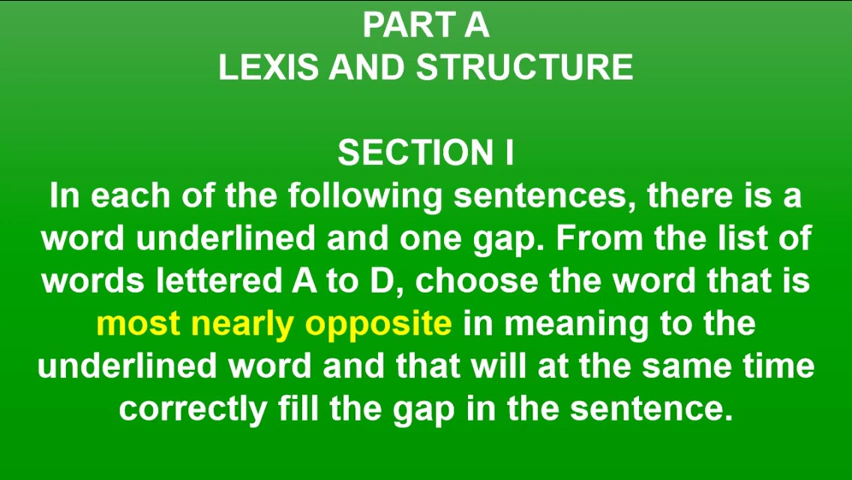 PART A
LEXIS AND STRUCTURE
SECTION I
In each of the following sentences, there is a
word underlined and one gap. From the list of
words lettered A to D, choose the word that is
most nearly opposite in meaning to the
underlined word and that will at the same time
correctly fill the gap in the sentence.